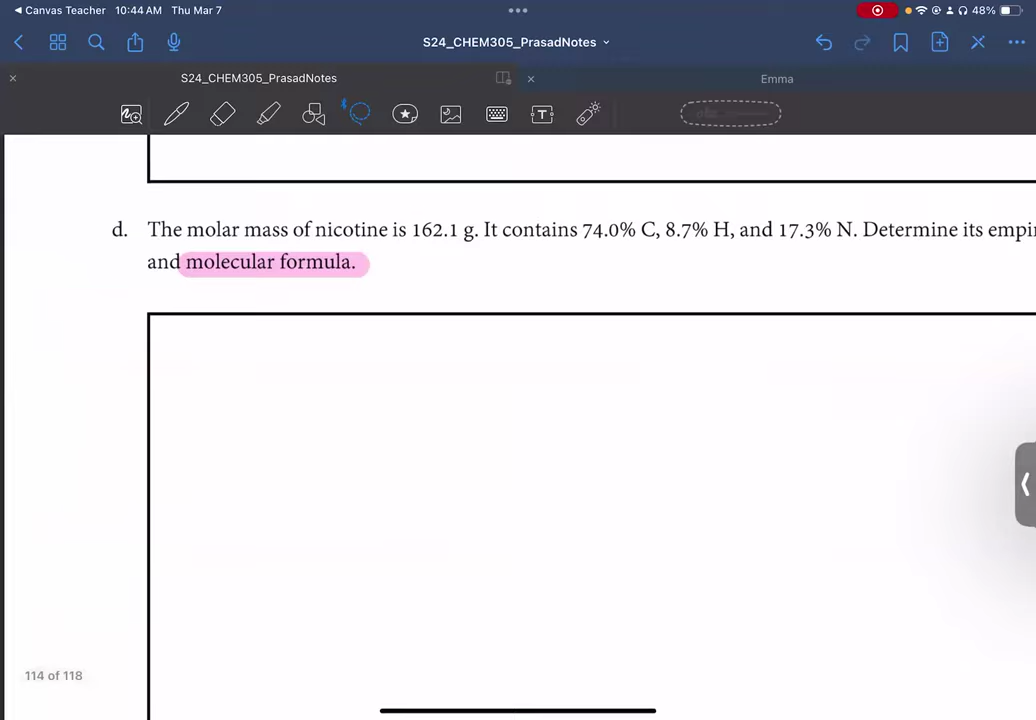 Canvas Teacher 10:44 AM Thu Mar 7
48%
S24_CHEM305_PrasadNotes
S24_CHEM305_PrasadNotes
Emma
d. The molar mass of nicotine is 162.1 g. It contains 74.0% C, 8.7% H, and 17.3% N. Determine its empi
and molecular formula.
114 of 118